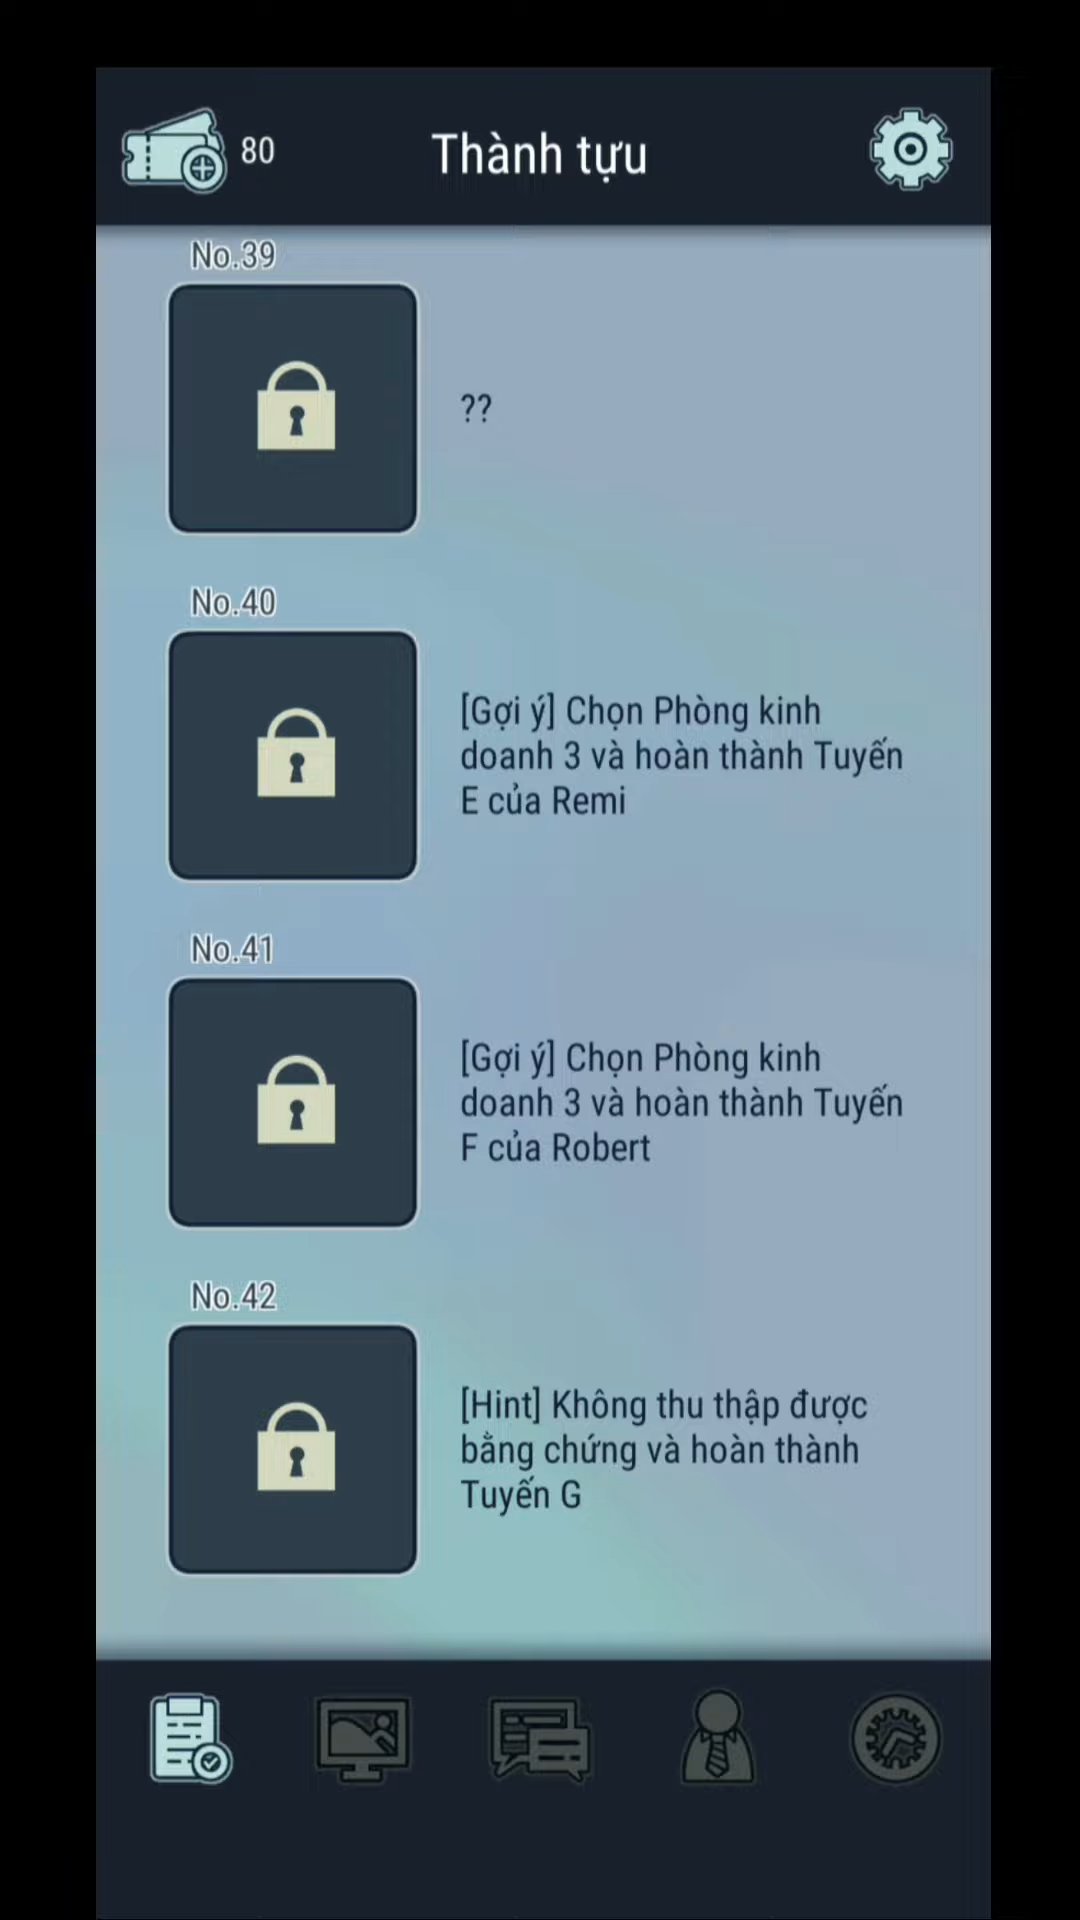 80
Thành tựu
No.39
??
No.40
[Gợi ý] Chọn Phòng kinh
doanh 3 và hoàn thành Tuyến
E của Remi
No.41
[Gợi ý] Chọn Phòng kinh
doanh 3 và hoàn thành Tuyến
F của Robert
No.42
[Hint] Không thu thập được
bằng chứng và hoàn thành
Tuyến G